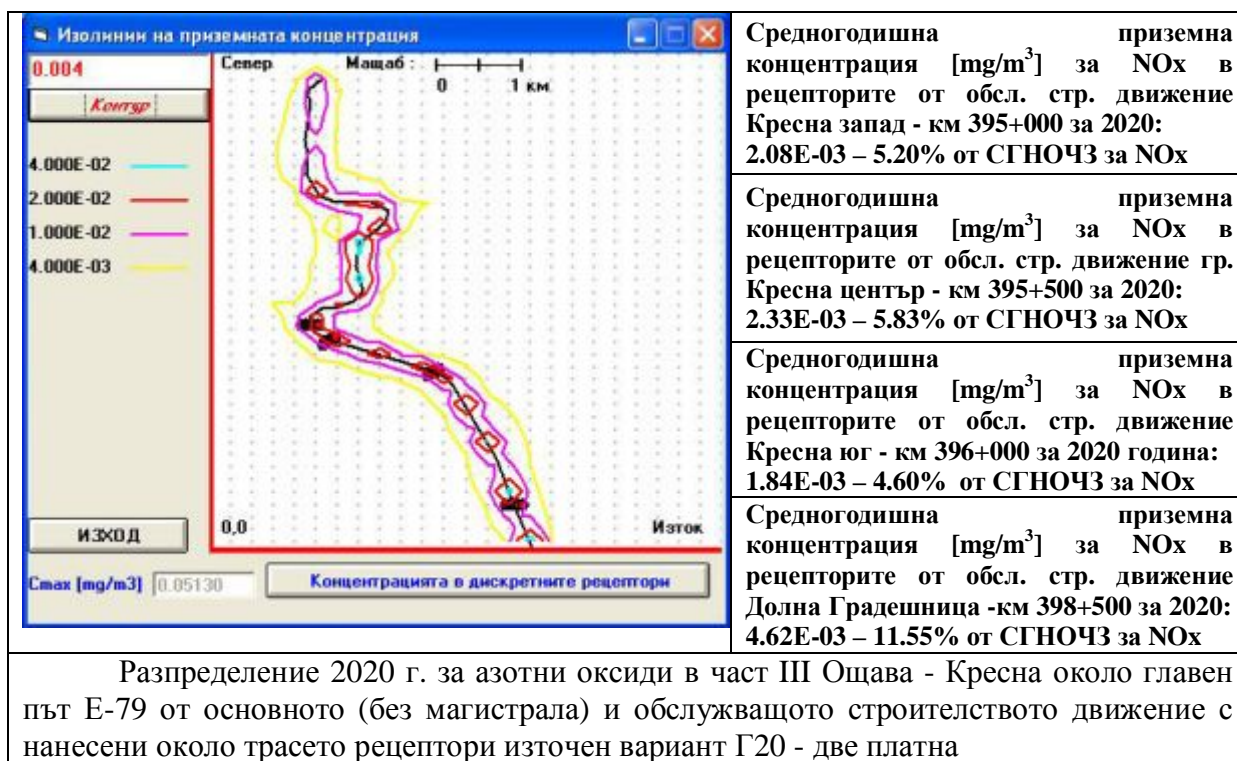 Изолинии на приземната концентрация
0.004
Контур
4.000E-02
2.000E-02
1.000E-02
4.000E-03
ИЗХОД
Север
Мащаб :
0
1 км
0,0
Изток
Cmax [mg/m3]
0.05130
Концентрацията в дискретните рецептори
Средногодишна приземна
концентрация [mg/m³] за NOx в
рецепторите от обсл. стр. движение
Кресна запад - км 395+000 за 2020:
2.08E-03 – 5.20% от СГНОЧЗ за NOx
Средногодишна приземна
концентрация [mg/m³] за NOx в
рецепторите от обсл. стр. движение гр.
Кресна център - км 395+500 за 2020:
2.33E-03 – 5.83% от СГНОЧЗ за NOx
Средногодишна приземна
концентрация [mg/m³] за NOx в
рецепторите от обсл. стр. движение
Кресна юг - км 396+000 за 2020 година:
1.84E-03 – 4.60% от СГНОЧЗ за NOx
Средногодишна приземна
концентрация [mg/m³] за NOx в
рецепторите от обсл. стр. движение
Долна Градешница -км 398+500 за 2020:
4.62E-03 – 11.55% от СГНОЧЗ за NOx
Разпределение 2020 г. за азотни оксиди в част III Ощава - Кресна около главен
път Е-79 от основното (без магистрала) и обслужващото строителството движение с
нанесени около трасето рецептори източен вариант Г20 - две платна